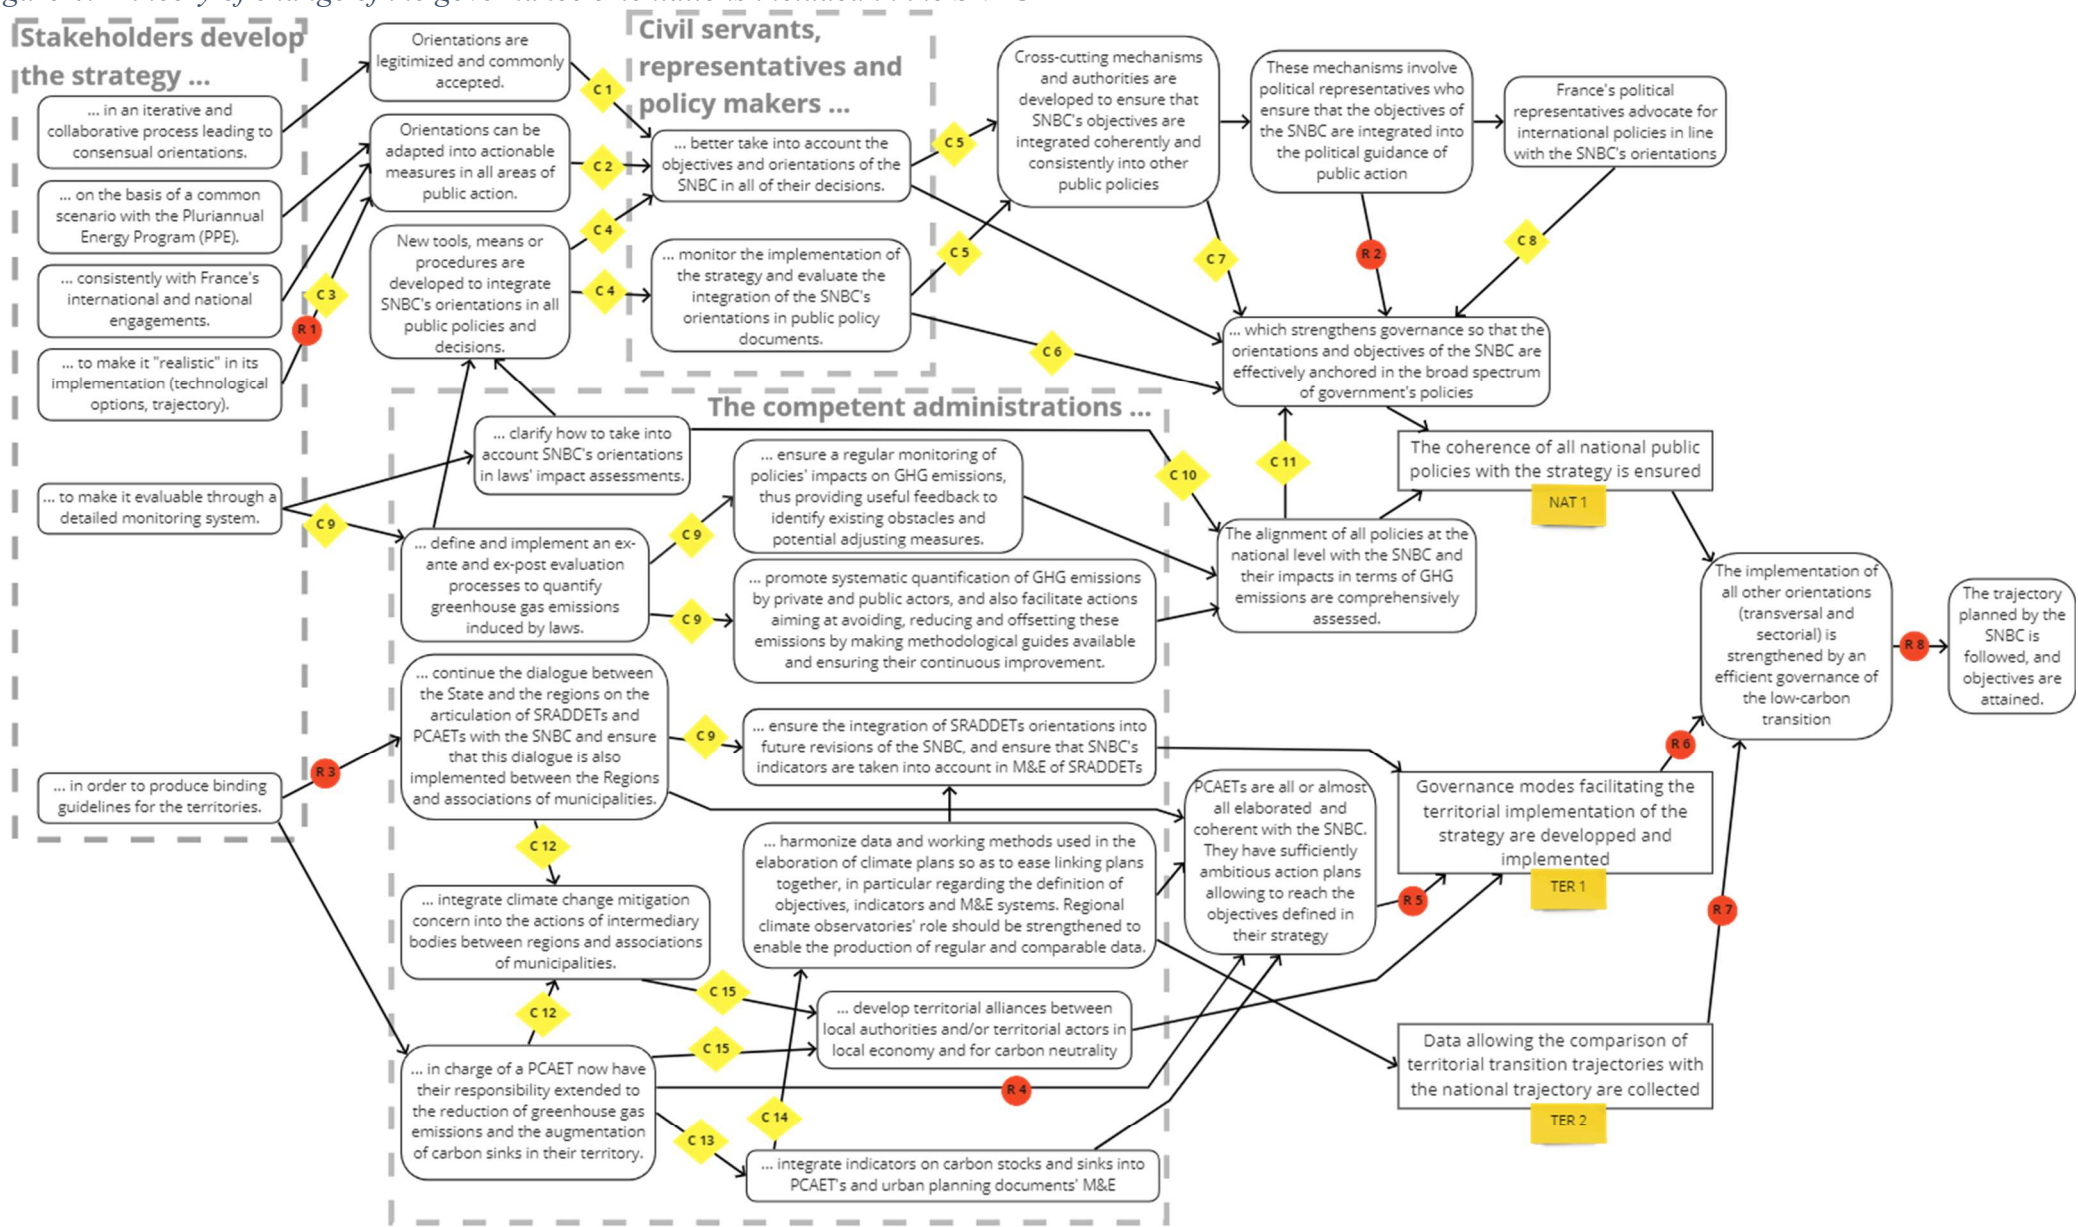 Stakeholders develop
the strategy ...
... in an iterative and
collaborative process leading to
consensual orientations.
... on the basis of a common
scenario with the Pluriannual
Energy Program (PPE).
... consistently with France's
international and national
engagements.
... to make it "realistic" in its
implementation (technological
options, trajectory).
... to make it evaluable through a
detailed monitoring system.
... in order to produce binding
guidelines for the territories.
R 1
C 3
C 9
R 3
Orientations are
legitimized and commonly
accepted.
Orientations can be
adapted into actionable
measures in all areas of
public action.
New tools, means or
procedures are
developed to integrate
SNBC's orientations in all
public policies and
decisions.
C 1
C 2
C 4
C 4
Civil servants,
representatives and
policy makers ...
... better take into account the
objectives and orientations of the
SNBC in all of their decisions.
... monitor the implementation of
the strategy and evaluate the
integration of the SNBC's
orientations in public policy
documents.
C 5
C 5
C 6
Cross-cutting mechanisms
and authorities are
developed to ensure that
SNBC's objectives are
integrated coherently and
consistently into other
public policies
These mechanisms involve
political representatives who
ensure that the objectives of
the SNBC are integrated into
the political guidance of
public action
France's political
representatives advocate for
international policies in line
with the SNBC's orientations
C 7
R 2
C 8
... which strengthens governance so that the
orientations and objectives of the SNBC are
effectively anchored in the broad spectrum
of government's policies
The competent administrations ...
... clarify how to take into
account SNBC's orientations
in laws' impact assessments.
... define and implement an ex-
ante and ex-post evaluation
processes to quantify
greenhouse gas emissions
induced by laws.
C 9
C 9
... ensure a regular monitoring of
policies' impacts on GHG emissions,
thus providing useful feedback to
identify existing obstacles and
potential adjusting measures.
... promote systematic quantification of GHG emissions
by private and public actors, and also facilitate actions
aiming at avoiding, reducing and offsetting these
emissions by making methodological guides available
and ensuring their continuous improvement.
C 10
C 11
The alignment of all policies at the
national level with the SNBC and
their impacts in terms of GHG
emissions are comprehensively
assessed.
The coherence of all national public
policies with the strategy is ensured
NAT 1
... continue the dialogue between
the State and the regions on the
articulation of SRADDETs and
PCAETs with the SNBC and ensure
that this dialogue is also
implemented between the Regions
and associations of municipalities.
C 9
... ensure the integration of SRADDETs orientations into
future revisions of the SNBC, and ensure that SNBC's
indicators are taken into account in M&E of SRADDETs
C 12
... integrate climate change mitigation
concern into the actions of intermediary
bodies between regions and associations
of municipalities.
C 12
... harmonize data and working methods used in the
elaboration of climate plans so as to ease linking plans
together, in particular regarding the definition of
objectives, indicators and M&E systems. Regional
climate observatories' role should be strengthened to
enable the production of regular and comparable data.
C 15
C 15
... develop territorial alliances between
local authorities and/or territorial actors in
local economy and for carbon neutrality
... in charge of a PCAET now have
their responsibility extended to
the reduction of greenhouse gas
emissions and the augmentation
of carbon sinks in their territory.
R 4
C 14
C 13
... integrate indicators on carbon stocks and sinks into
PCAET's and urban planning documents' M&E
PCAETs are all or almost
all elaborated and
coherent with the SNBC.
They have sufficiently
ambitious action plans
allowing to reach the
objectives defined in
their strategy
R 5
Governance modes facilitating the
territorial implementation of the
strategy are developped and
implemented
TER 1
R 6
R 7
Data allowing the comparison of
territorial transition trajectories with
the national trajectory are collected
TER 2
The implementation of
all other orientations
(transversal and
sectorial) is
strengthened by an
efficient governance of
the low-carbon
transition
R 8
The trajectory
planned by the
SNBC is
followed, and
objectives are
attained.